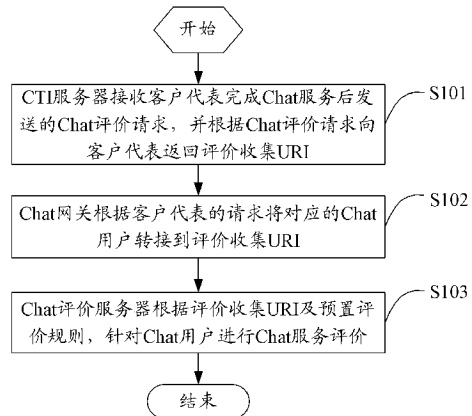 开始
CTI服务器接收客户代表完成Chat服务后发
送的Chat评价请求，并根据Chat评价请求向
客户代表返回评价收集URI
S101
Chat网关根据客户代表的请求将对应的Chat
用户转接到评价收集URI
S102
Chat评价服务器根据评价收集URI及预置评
价规则，针对Chat用户进行Chat服务评价
S103
结束